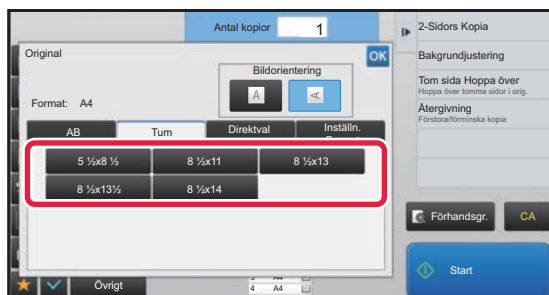 Antal kopior 1
2-Sidors Kopia
Original
OK
Bakgrundjustering
Bildorientering
A A
Tom sida Hoppa över
Hoppa över tomma sidor i orig.
Format: A4
Återgivning
Förstora/förminska kopia
AB Tum Direktval Inställn.
5 ½x8 ½ 8 ½x11 8 ½x13
8 ½x13½ 8 ½x14
Förhandsgr. CA
Start
Övrigt
4 A4